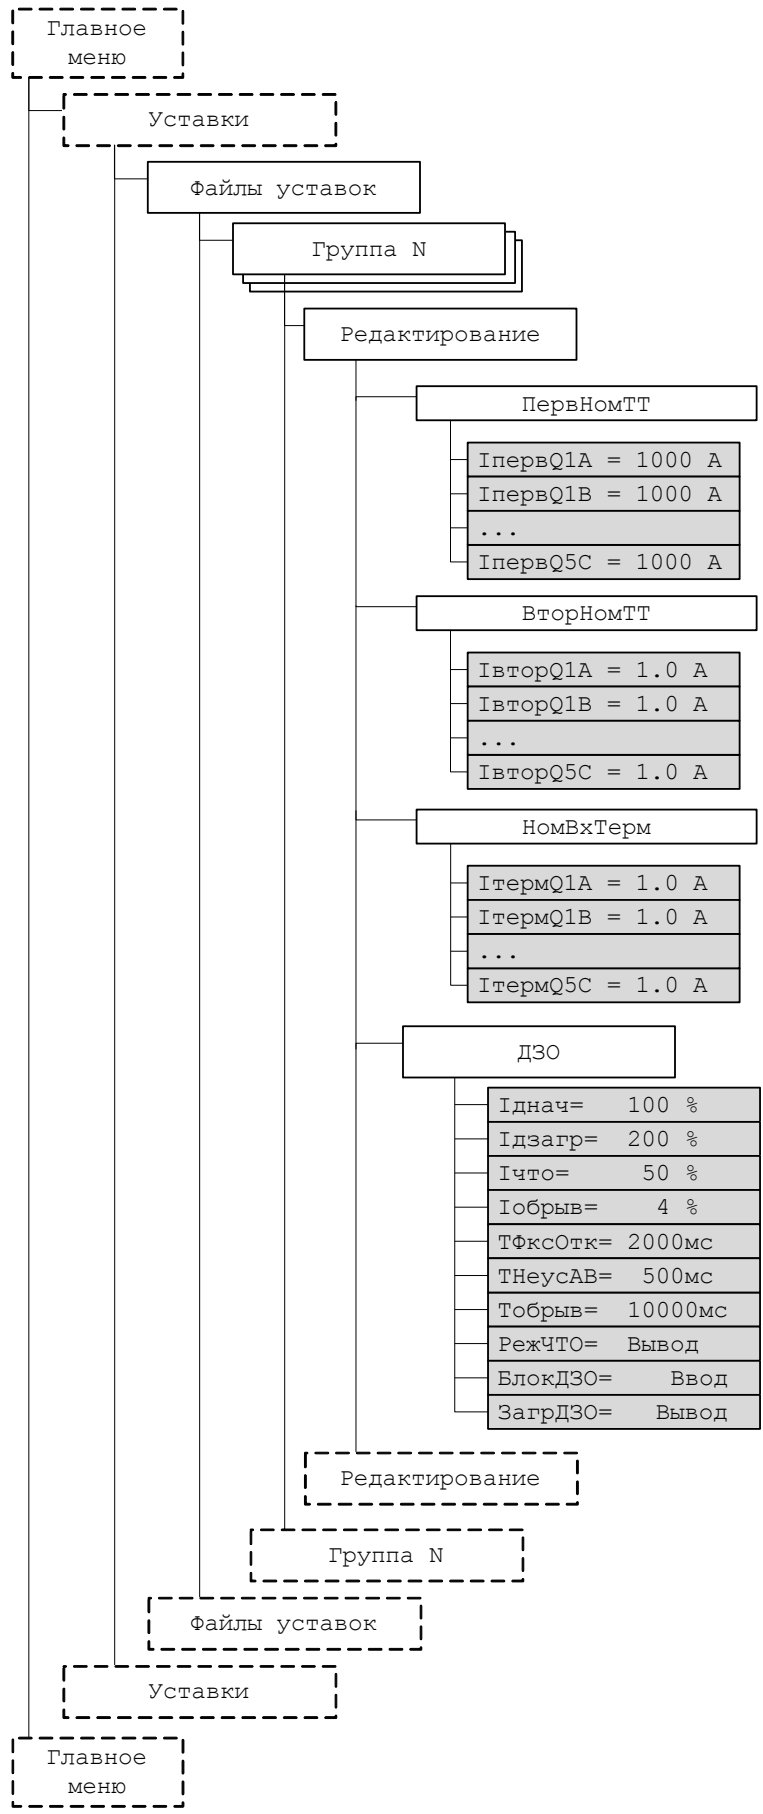 Главное
меню
Уставки
Файлы уставок
Группа N
Редактирование
ПервНомТТ
IпервQ1A = 1000 А
IпервQ1B = 1000 А
...
IпервQ5C = 1000 А
ВторНомТТ
IвторQ1A = 1.0 А
IвторQ1B = 1.0 А
...
IвторQ5C = 1.0 А
НомВхТерм
IтермQ1A = 1.0 А
IтермQ1B = 1.0 А
...
IтермQ5C = 1.0 А
ДЗО
Iднач= 100 %
Iдзагр= 200 %
Iчто= 50 %
Iобрыв= 4 %
ТФксОтк= 2000мс
ТНеусАВ= 500мс
Тобрыв= 10000мс
РежЧТО= Вывод
БлокДЗО= Ввод
ЗагрДЗО= Вывод
Редактирование
Группа N
Файлы уставок
Уставки
Главное
меню